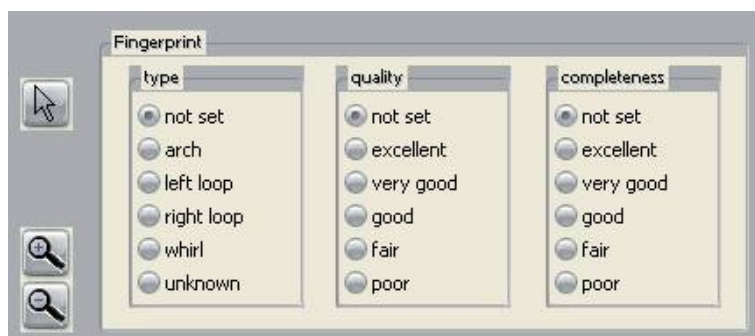 Fingerprint
type
not set
arch
left loop
right loop
whirl
unknown
quality
not set
excellent
very good
good
fair
poor
completeness
not set
excellent
very good
good
fair
poor